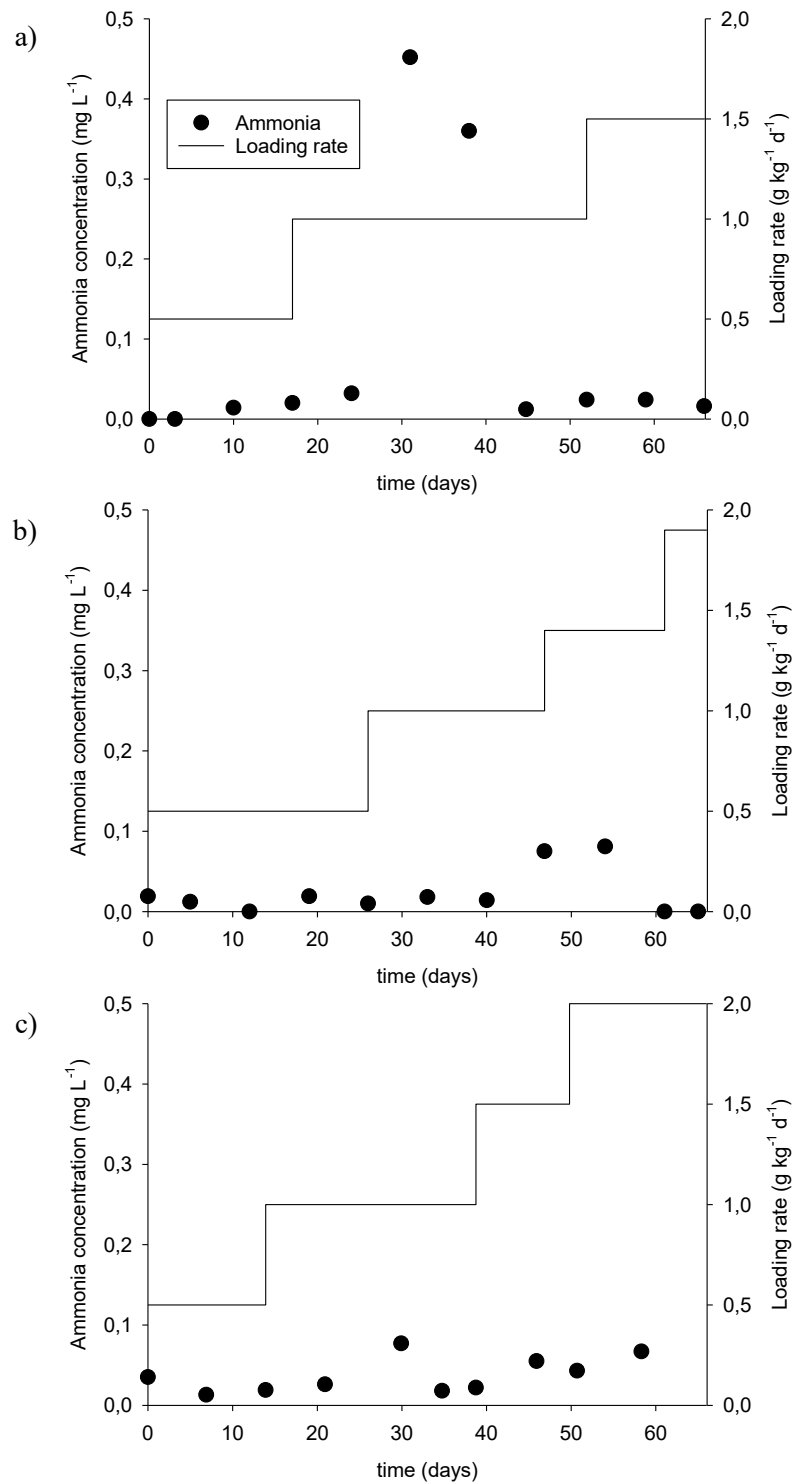 a)
Ammonia concentration (mg L-1)
0,5
0,4
0,3
0,2
0,1
0,0
Ammonia
Loading rate
2,0
1,5
1,0
0,5
0,0
Loading rate (g kg-1 d-1)
0 10 20 30 40 50 60
time (days)
b)
Ammonia concentration (mg L-1)
0,5
0,4
0,3
0,2
0,1
0,0
2,0
1,5
1,0
0,5
0,0
Loading rate (g kg-1 d-1)
0 10 20 30 40 50 60
time (days)
c)
Ammonia concentration (mg L-1)
0,5
0,4
0,3
0,2
0,1
0,0
2,0
1,5
1,0
0,5
0,0
Loading rate (g kg-1 d-1)
0 10 20 30 40 50 60
time (days)